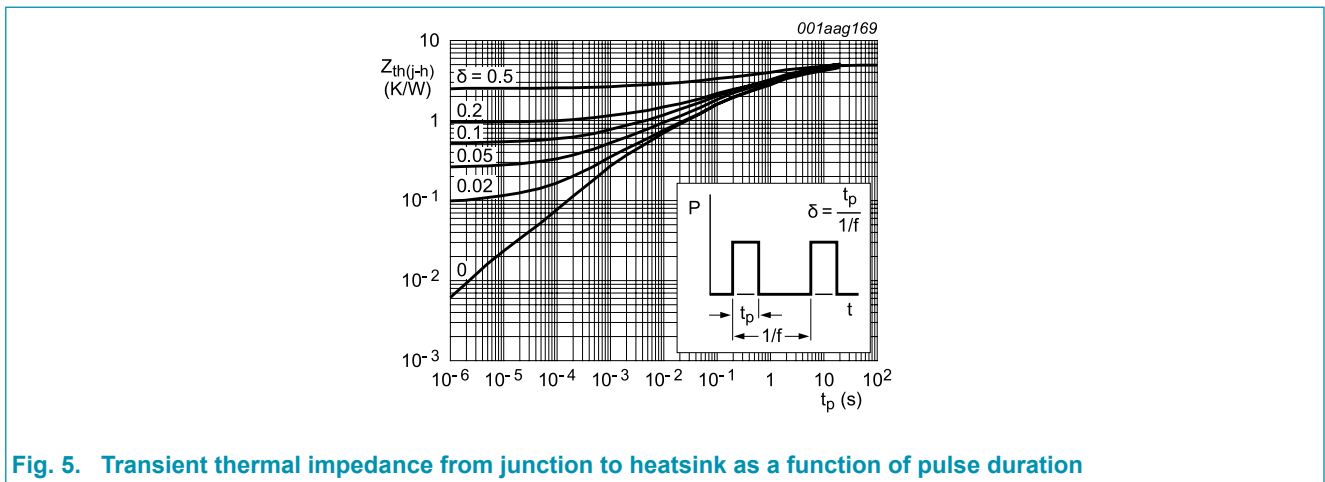 001aag169
10
Zth(j-h)
(K/W)
δ = 0.5
0.2
1
0.1
0.05
0.02
10-1
0
10-2
10-3
10-6 10-5 10-4 10-3 10-2 10-1 1 10 102
tp (s)
P
δ = tp
1/f
tp
t
1/f
Fig. 5. Transient thermal impedance from junction to heatsink as a function of pulse duration